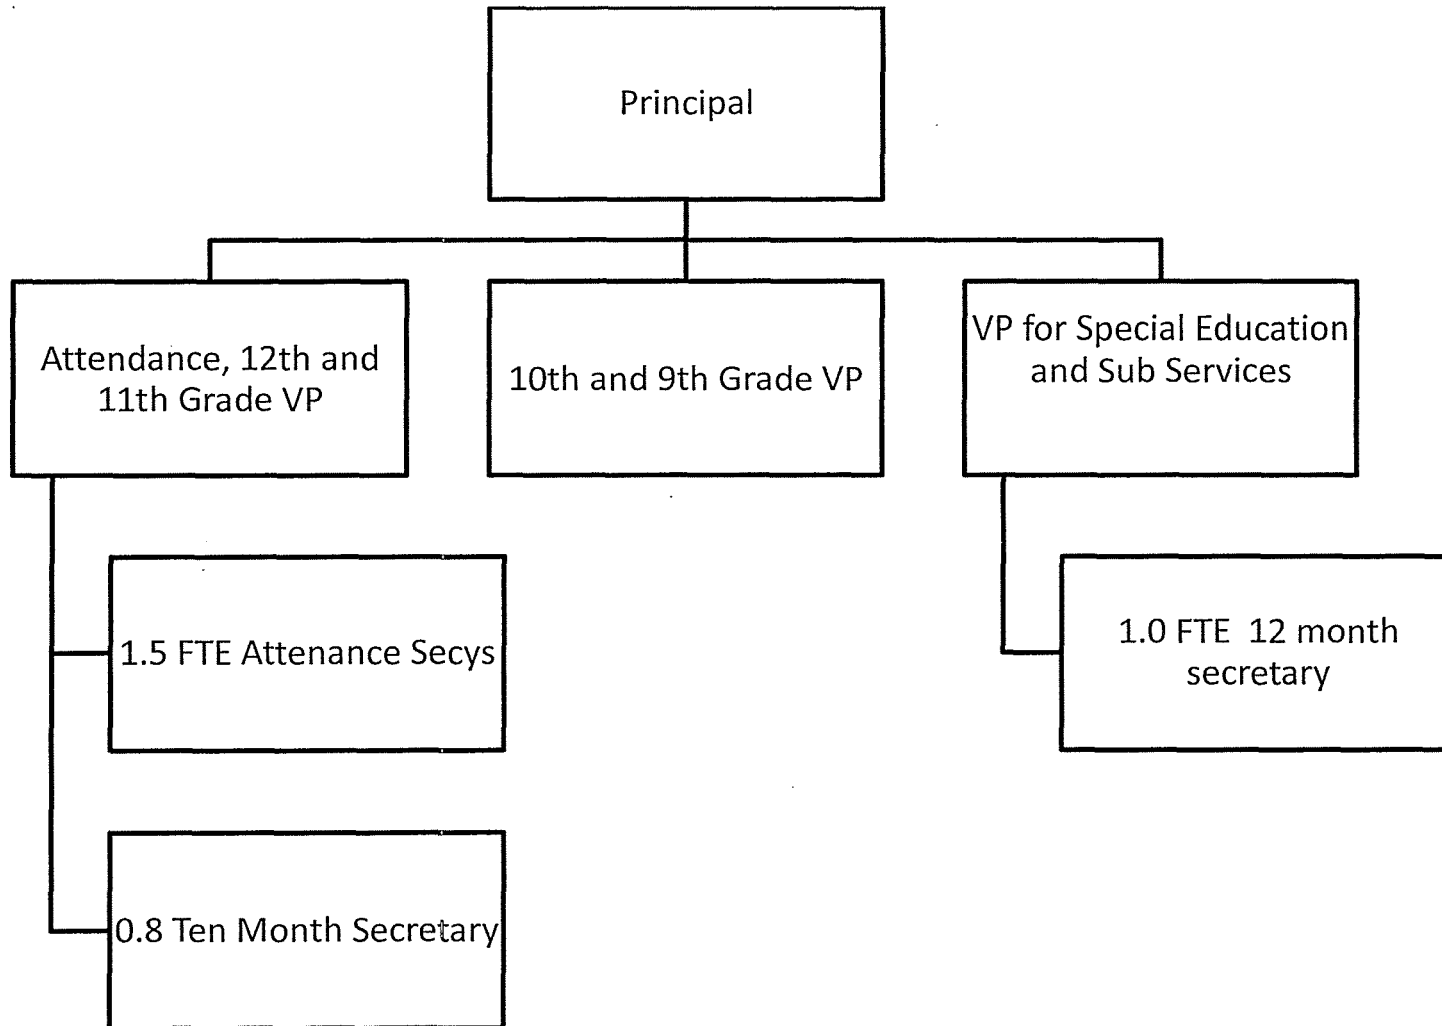 Principal
Attendance, 12th and
11th Grade VP
10th and 9th Grade VP
VP for Special Education
and Sub Services
1.5 FTE Attenance Secys
1.0 FTE 12 month
secretary
0.8 Ten Month Secretary